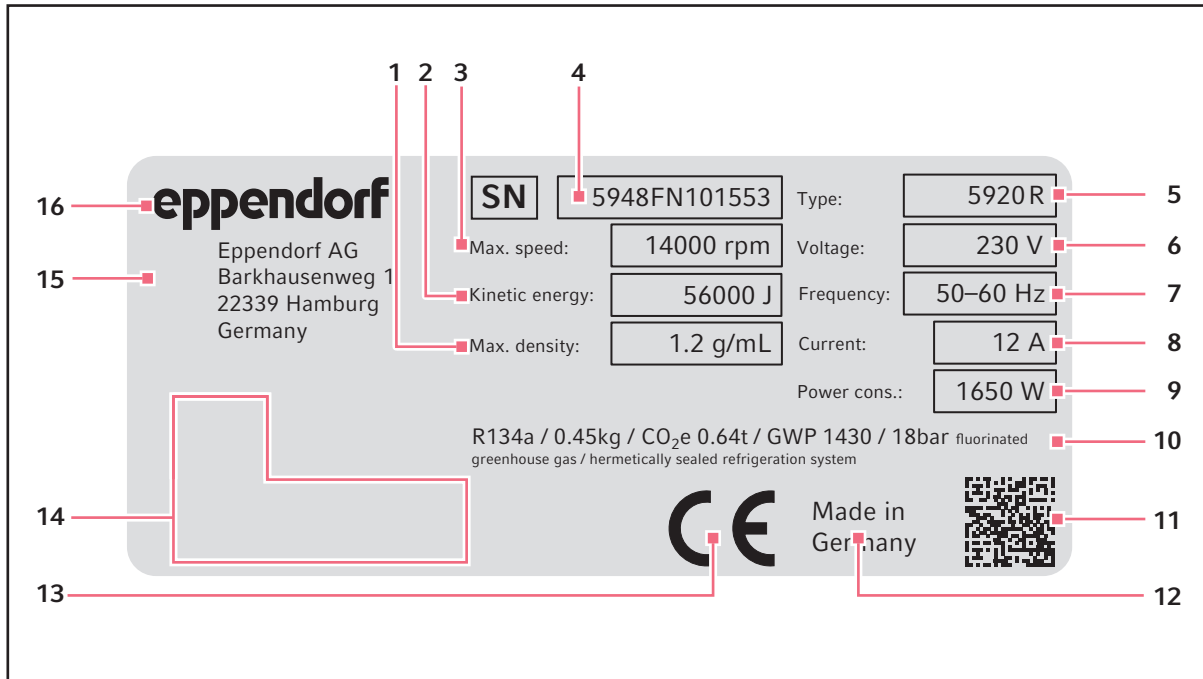 1 2 3 4
16 eppendorf SN 5948FN101553 Type: 5920 R 5
Eppendorf AG Max. speed: 14000 rpm Voltage: 230 V 6
15 Barkhausenweg 1
22339 Hamburg Kinetic energy: 56000 J Frequency: 50–60 Hz 7
Germany Max. density: 1.2 g/mL Current: 12 A 8
Power cons.: 1650 W 9
R134a / 0.45kg / CO₂e 0.64t / GWP 1430 / 18bar fluorinated 10
greenhouse gas / hermetically sealed refrigeration system
14 CE Made in 11
Germany
13 12